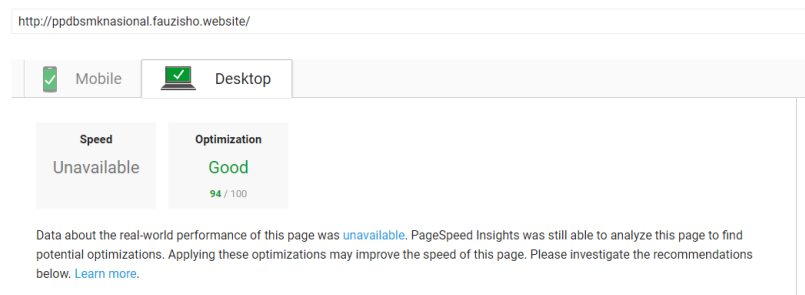 http://ppdbsmknasional.fauzisho.website/
Mobile
Desktop
Speed
Optimization
Unavailable
Good
94 / 100
Data about the real-world performance of this page was unavailable. PageSpeed Insights was still able to analyze this page to find
potential optimizations. Applying these optimizations may improve the speed of this page. Please investigate the recommendations
below. Learn more.